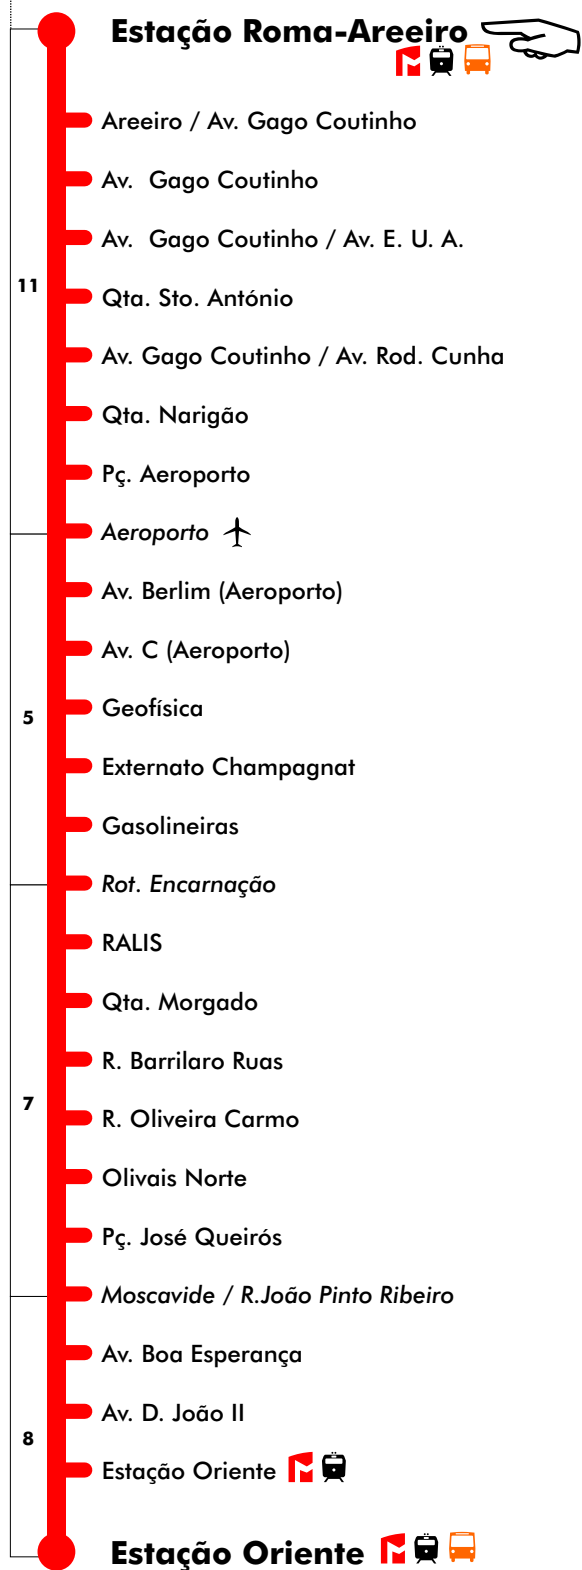 Estação Roma-Areeiro
Areeiro / Av. Gago Coutinho
Av. Gago Coutinho
Av. Gago Coutinho / Av. E. U. A.
11
Qta. Sto. António
Av. Gago Coutinho / Av. Rod. Cunha
Qta. Narigão
Pç. Aeroporto
Aeroporto
Av. Berlim (Aeroporto)
Av. C (Aeroporto)
5
Geofísica
Externato Champagnat
Gasolineiras
Rot. Encarnação
RALIS
Qta. Morgado
R. Barrilaro Ruas
7
R. Oliveira Carmo
Olivais Norte
Pç. José Queirós
Moscavide / R.João Pinto Ribeiro
Av. Boa Esperança
Av. D. João II
8
Estação Oriente
Estação Oriente